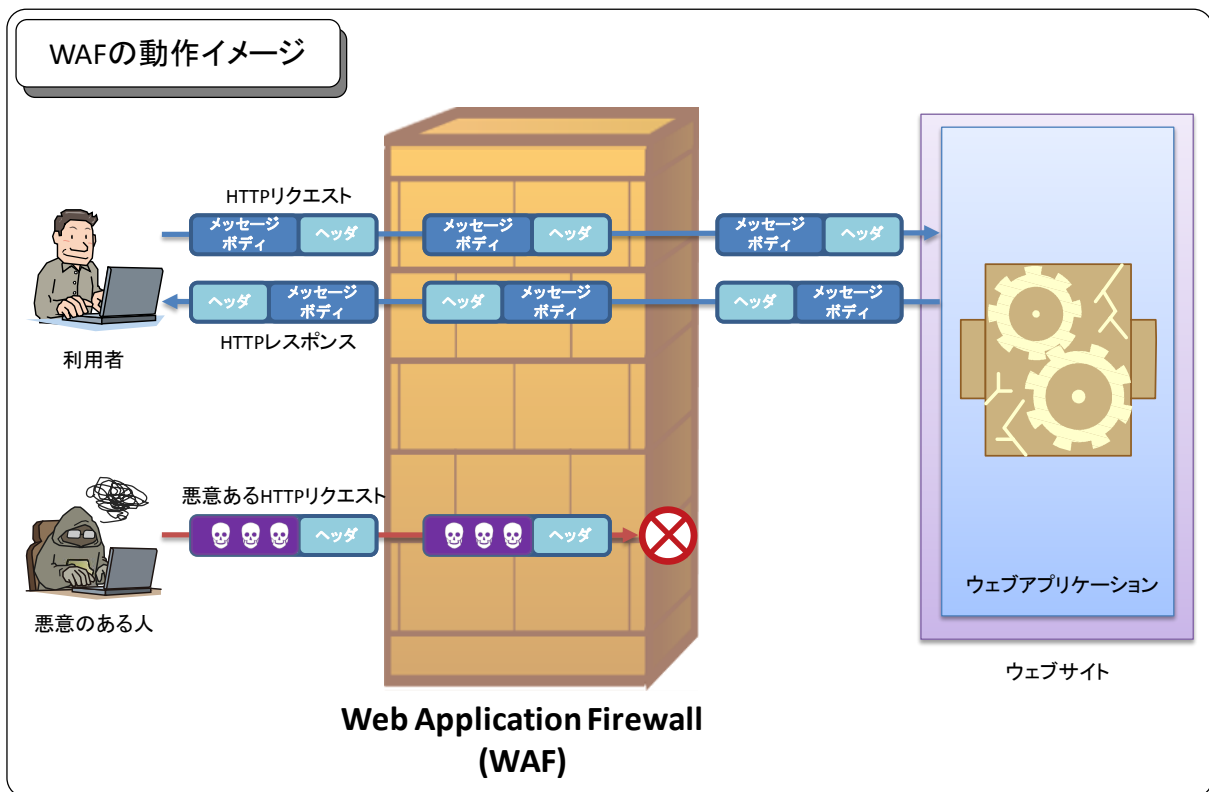 WAFの動作イメージ
HTTPリクエスト
メッセージ
ボディ
ヘッダ
メッセージ
ボディ
ヘッダ
メッセージ
ボディ
ヘッダ
ヘッダ
メッセージ
ボディ
ヘッダ
メッセージ
ボディ
ヘッダ
メッセージ
ボディ
HTTPレスポンス
利用者
悪意あるHTTPリクエスト
ヘッダ
ヘッダ
悪意のある人
ウェブアプリケーション
ウェブサイト
Web Application Firewall
(WAF)